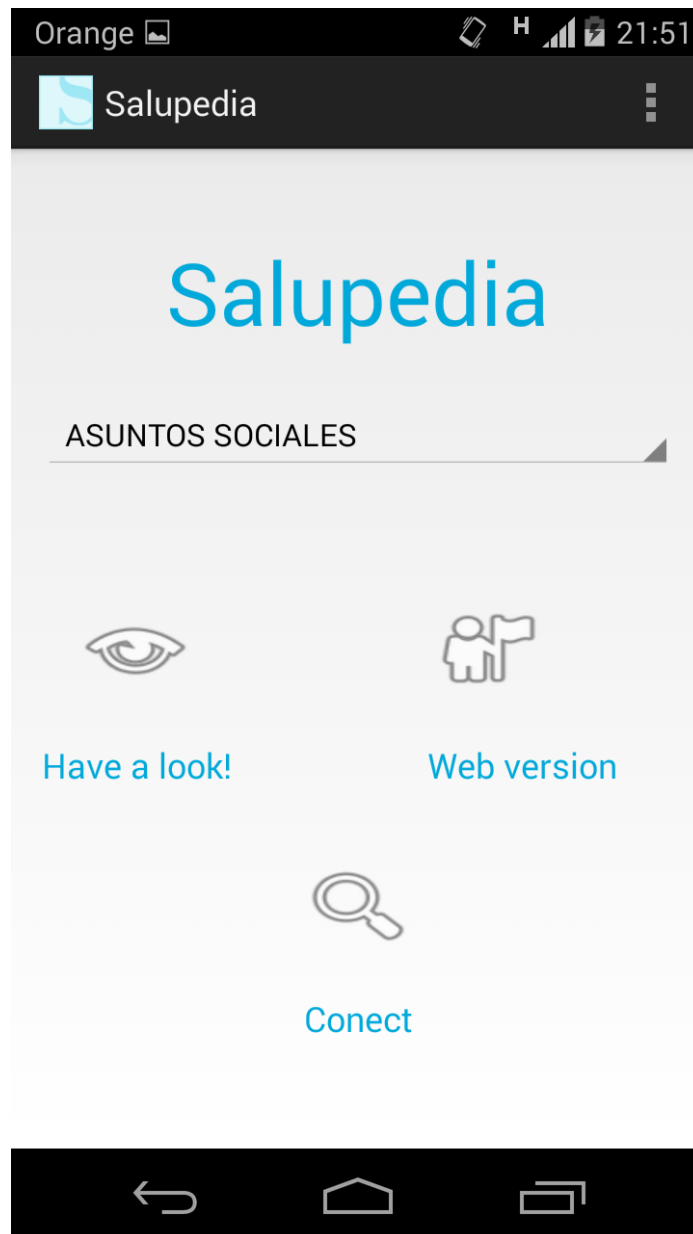 Orange H 21:51
Salupedia
Salupedia
ASUNTOS SOCIALES
Have a look! Web version
Conect